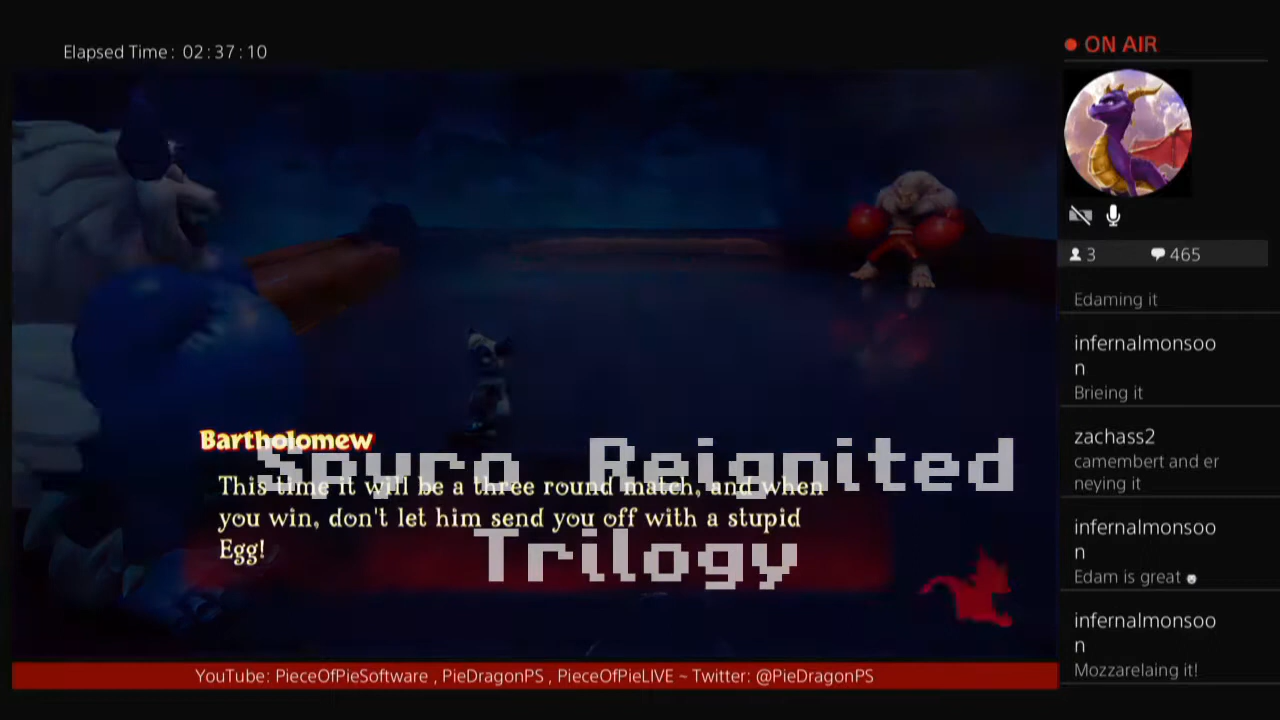 Elapsed Time: 02:37:10
ON AIR
3 465
Edaming it
infernalmonsoo
n
Brieing it
zachass2
camembert and er
neying it
infernalmonsoo
n
Edam is great
infernalmonsoo
n
Mozzarelaing it!
Bartholomew
Spyro Reignited
Trilogy
This time it will be a three round match, and when
you win, don't let him send you off with a stupid
Egg!
YouTube: PieceOfPieSoftware , PieDragonPS , PieceOfPieLIVE ~ Twitter: @PieDragonPS